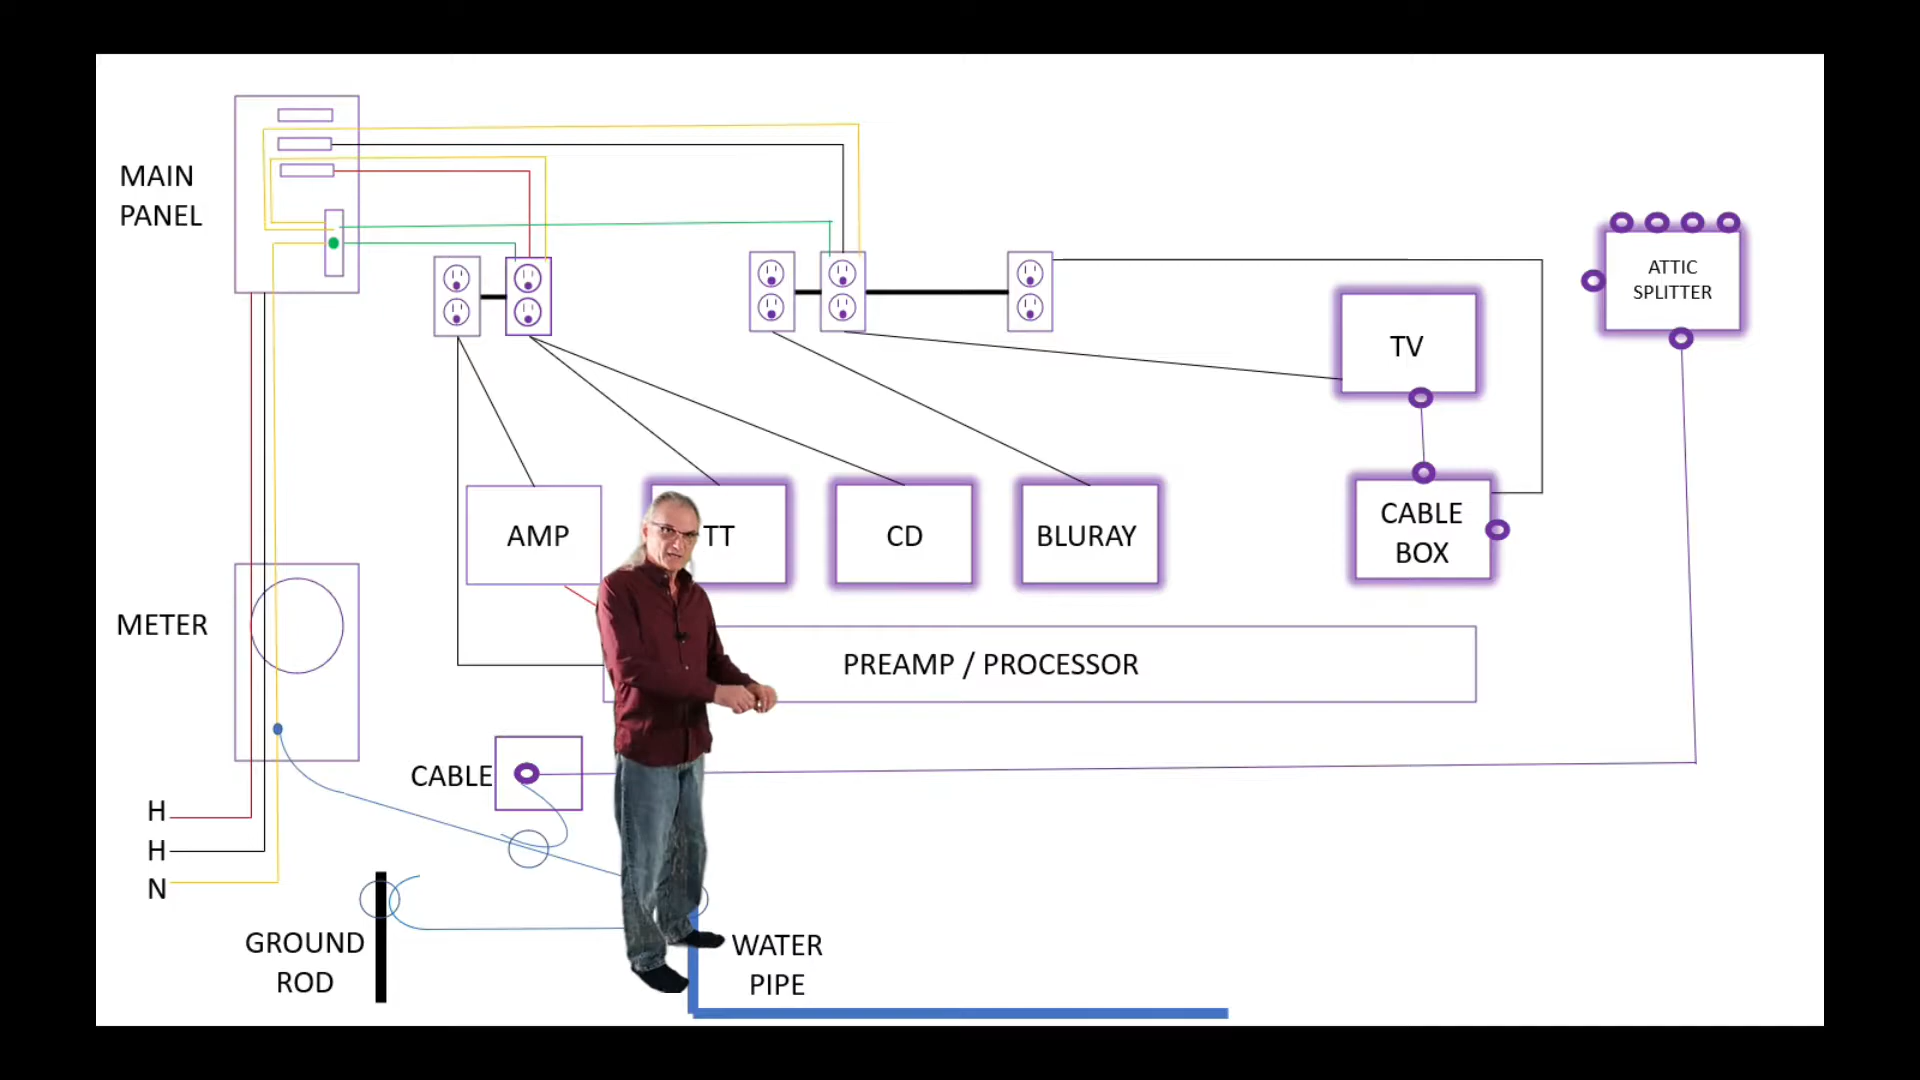 MAIN
PANEL
ATTIC
SPLITTER
TV
AMP
TT
CD
BLURAY
CABLE
BOX
METER
PREAMP / PROCESSOR
CABLE
H
H
N
GROUND
ROD
WATER
PIPE